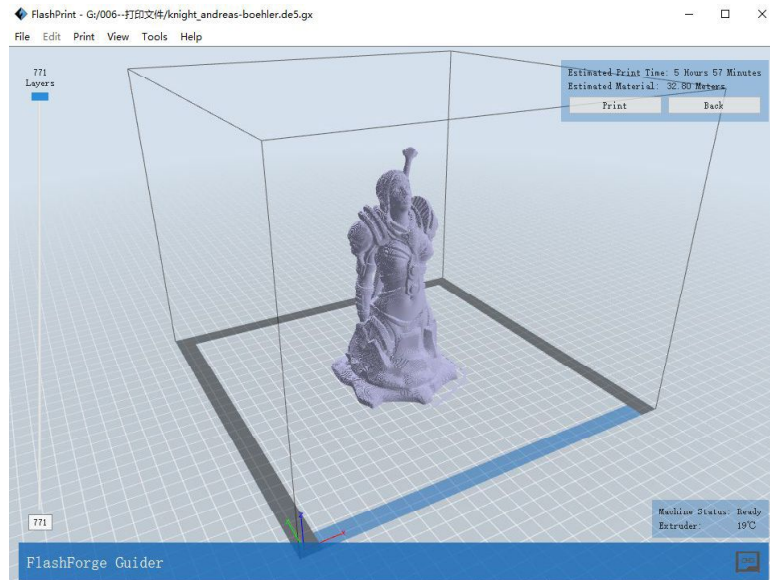 FlashPrint - G:/006--打印文件/knight_andreas-boehler.de5.gx
File Edit Print View Tools Help
771
Layers
Estimated Print Time: 5 Hours 57 Minutes
Estimated Material: 32.80 Meters
Print Back
771
Machine Status: Ready
Extruder: 19℃
FlashForge Guider